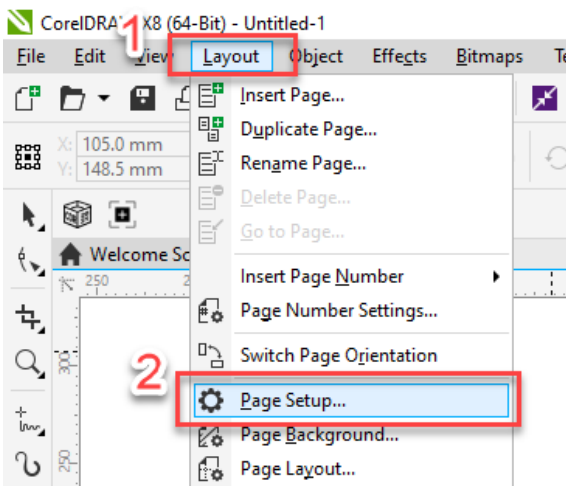 CorelDRAW X8 (64-Bit) - Untitled-1
1
File Edit View Layout Object Effects Bitmaps
X: 105.0 mm
Y: 148.5 mm
Insert Page...
Duplicate Page...
Rename Page...
Delete Page...
Go to Page...
Welcome Sc
250
Insert Page Number
Page Number Settings...
300
Switch Page Orientation
2
Page Setup...
Page Background...
250
Page Layout...